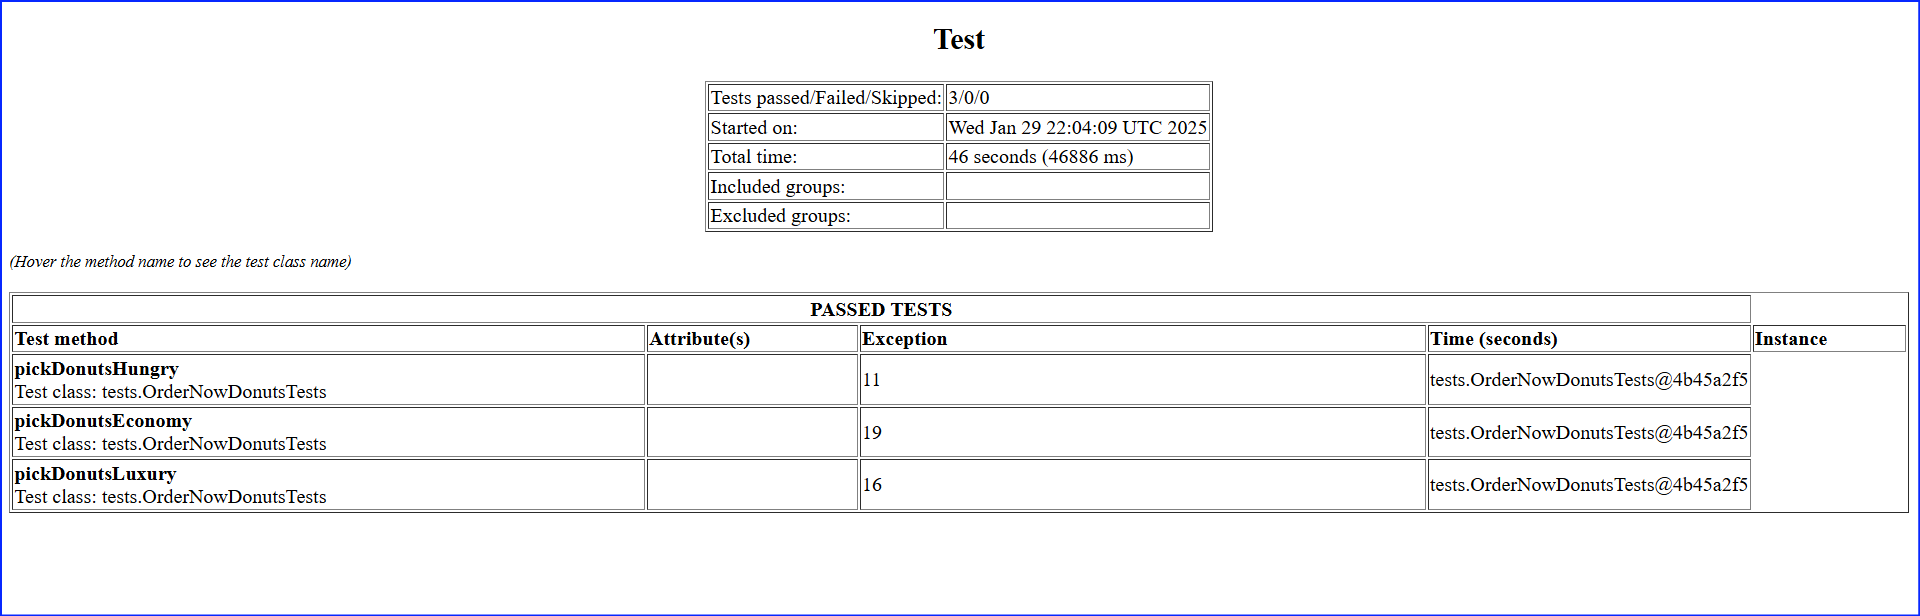 Test
Tests passed/Failed/Skipped: 3/0/0
Started on: Wed Jan 29 22:04:09 UTC 2025
Total time: 46 seconds (46886 ms)
Included groups:
Excluded groups:
(Hover the method name to see the test class name)
PASSED TESTS
Test method Attribute(s) Exception Time (seconds) Instance
pickDonutsHungry
Test class: tests.OrderNowDonutsTests 11 tests.OrderNowDonutsTests@4b45a2f5
pickDonutsEconomy
Test class: tests.OrderNowDonutsTests 19 tests.OrderNowDonutsTests@4b45a2f5
pickDonutsLuxury
Test class: tests.OrderNowDonutsTests 16 tests.OrderNowDonutsTests@4b45a2f5